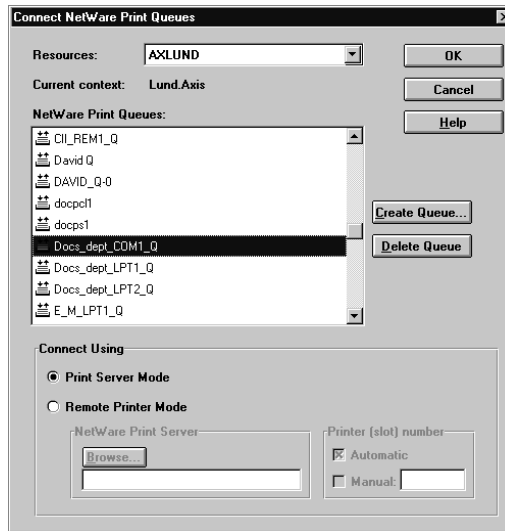 Connect NetWare Print Queues
Resources: AXLUND OK
Current context: Lund.Axis Cancel
NetWare Print Queues: Help
CII_REM1_Q
David Q
DAVID_Q-0
docpcl1
docps1
Docs_dept_COM1_Q
Docs_dept_LPT1_Q
Docs_dept_LPT2_Q
E_M_LPT1_Q
Create Queue...
Delete Queue
Connect Using
Print Server Mode
Remote Printer Mode
NetWare Print Server
Browse...
Printer (slot) number
Automatic
Manual: